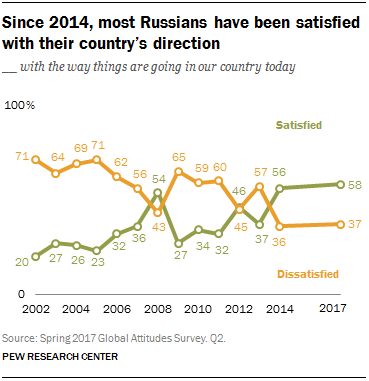 Since 2014, most Russians have been satisfied
with their country's direction
__ with the way things are going in our country today
100%
Satisfied
71 64 69 71 62 56 54 65 59 60 46 57 56 58
20 27 26 23 32 36 43 27 34 32 45 37 36 37
Dissatisfied
0
2002 2004 2006 2008 2010 2012 2014 2017
Source: Spring 2017 Global Attitudes Survey. Q2.
PEW RESEARCH CENTER